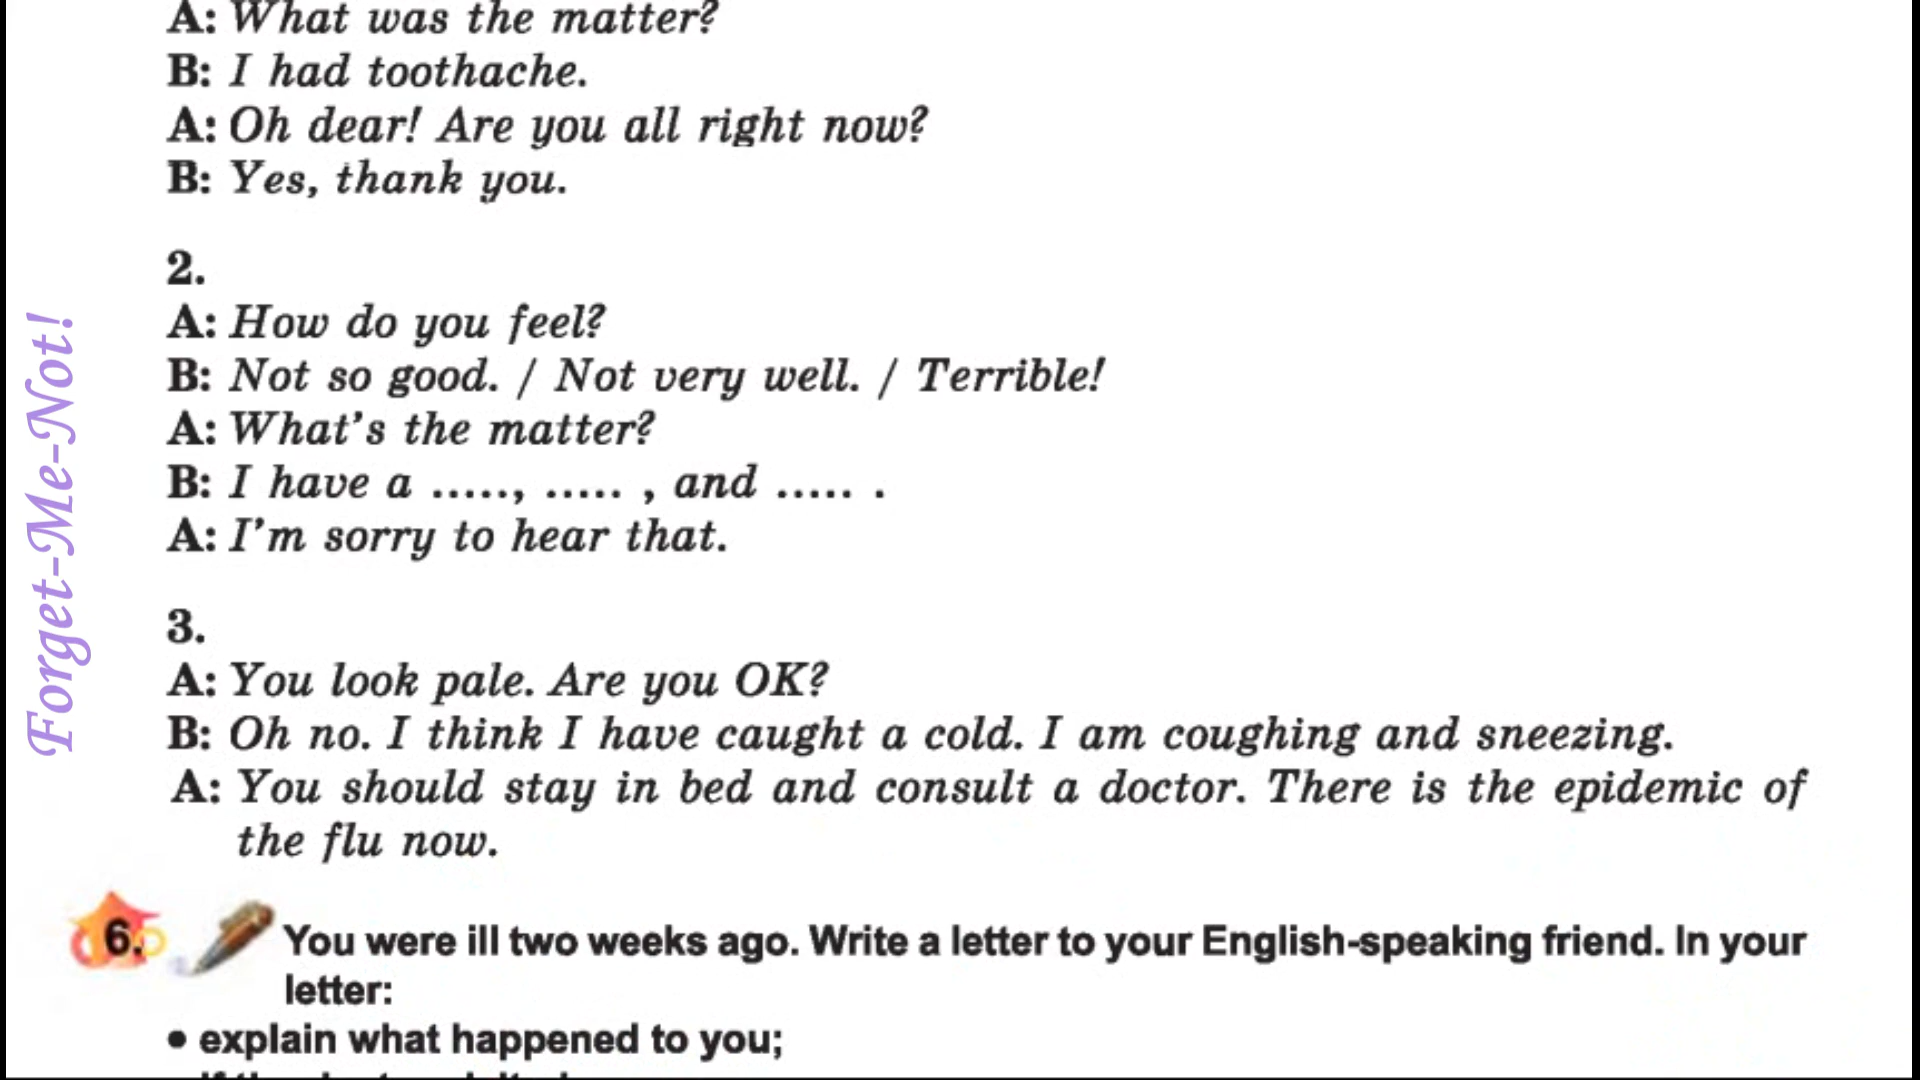 A: What was the matter?
B: I had toothache.
A: Oh dear! Are you all right now?
B: Yes, thank you.
2.
A: How do you feel?
B: Not so good. / Not very well. / Terrible!
A: What's the matter?
B: I have a ....., ..... , and ..... .
A: I'm sorry to hear that.
3.
A: You look pale. Are you OK?
B: Oh no. I think I have caught a cold. I am coughing and sneezing.
A: You should stay in bed and consult a doctor. There is the epidemic of
the flu now.
6. You were ill two weeks ago. Write a letter to your English-speaking friend. In your
letter:
• explain what happened to you;
Forget-Me-Not!